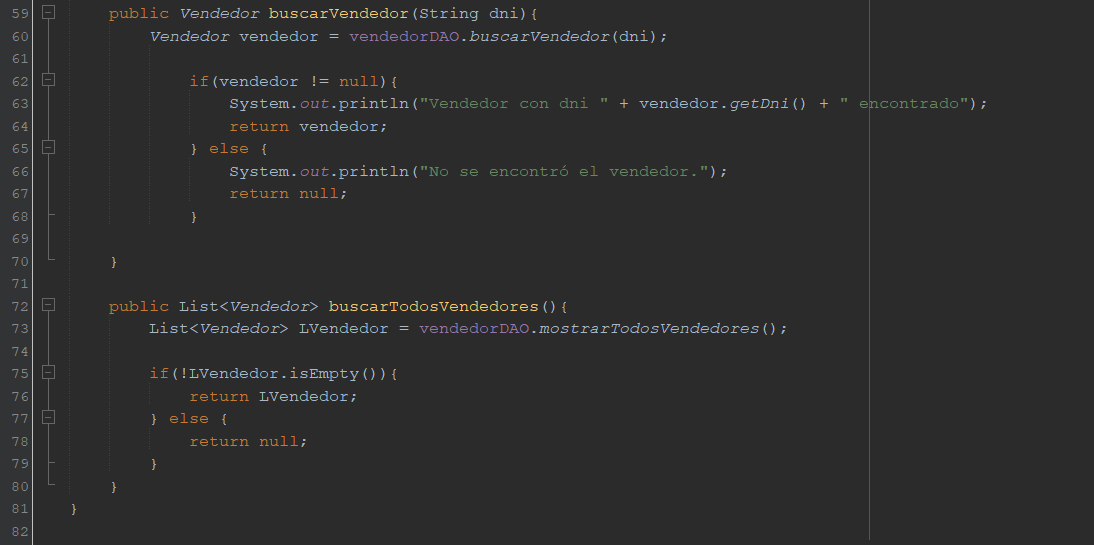 59 public Vendedor buscarVendedor(String dni){
60 Vendedor vendedor = vendedorDAO.buscarVendedor(dni);
61
62 if(vendedor != null){
63 System.out.println("Vendedor con dni " + vendedor.getDni() + " encontrado");
64 return vendedor;
65 } else {
66 System.out.println("No se encontró el vendedor.");
67 return null;
68 }
69
70 }
71
72 public List<Vendedor> buscarTodosVendedores(){
73 List<Vendedor> LVendedor = vendedorDAO.mostrarTodosVendedores();
74
75 if(!LVendedor.isEmpty()){
76 return LVendedor;
77 } else {
78 return null;
79 }
80 }
81 }
82